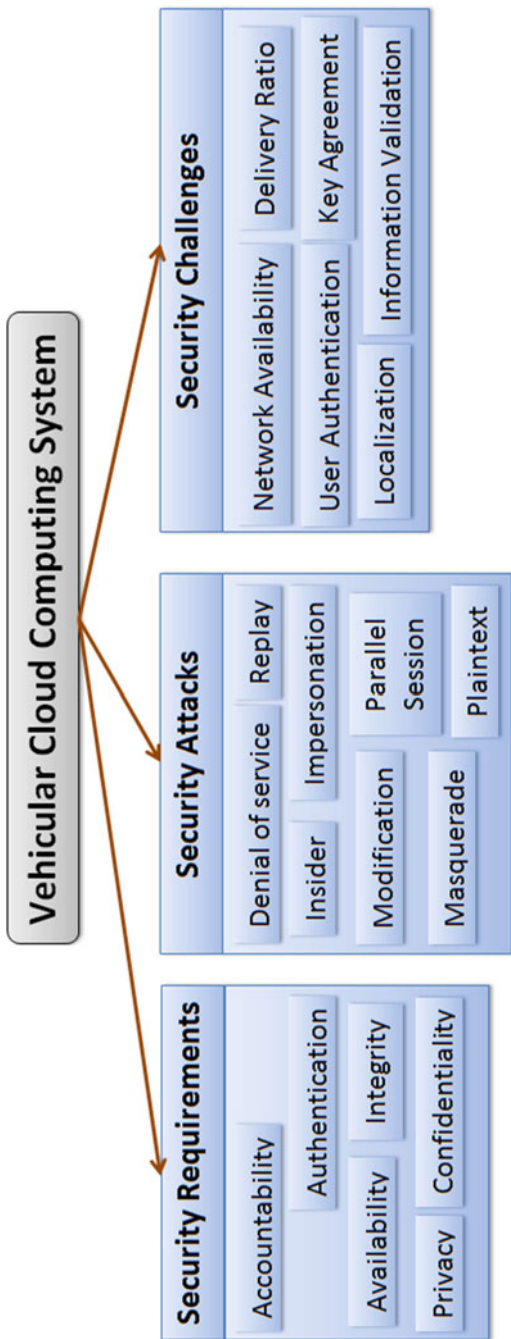 Vehicular Cloud Computing System
Security Requirements
Accountability
Authentication
Availability
Integrity
Privacy
Confidentiality
Security Attacks
Denial of service
Replay
Insider
Impersonation
Modification
Parallel
Session
Masquerade
Plaintext
Security Challenges
Network Availability
Delivery Ratio
User Authentication
Key Agreement
Localization
Information Validation